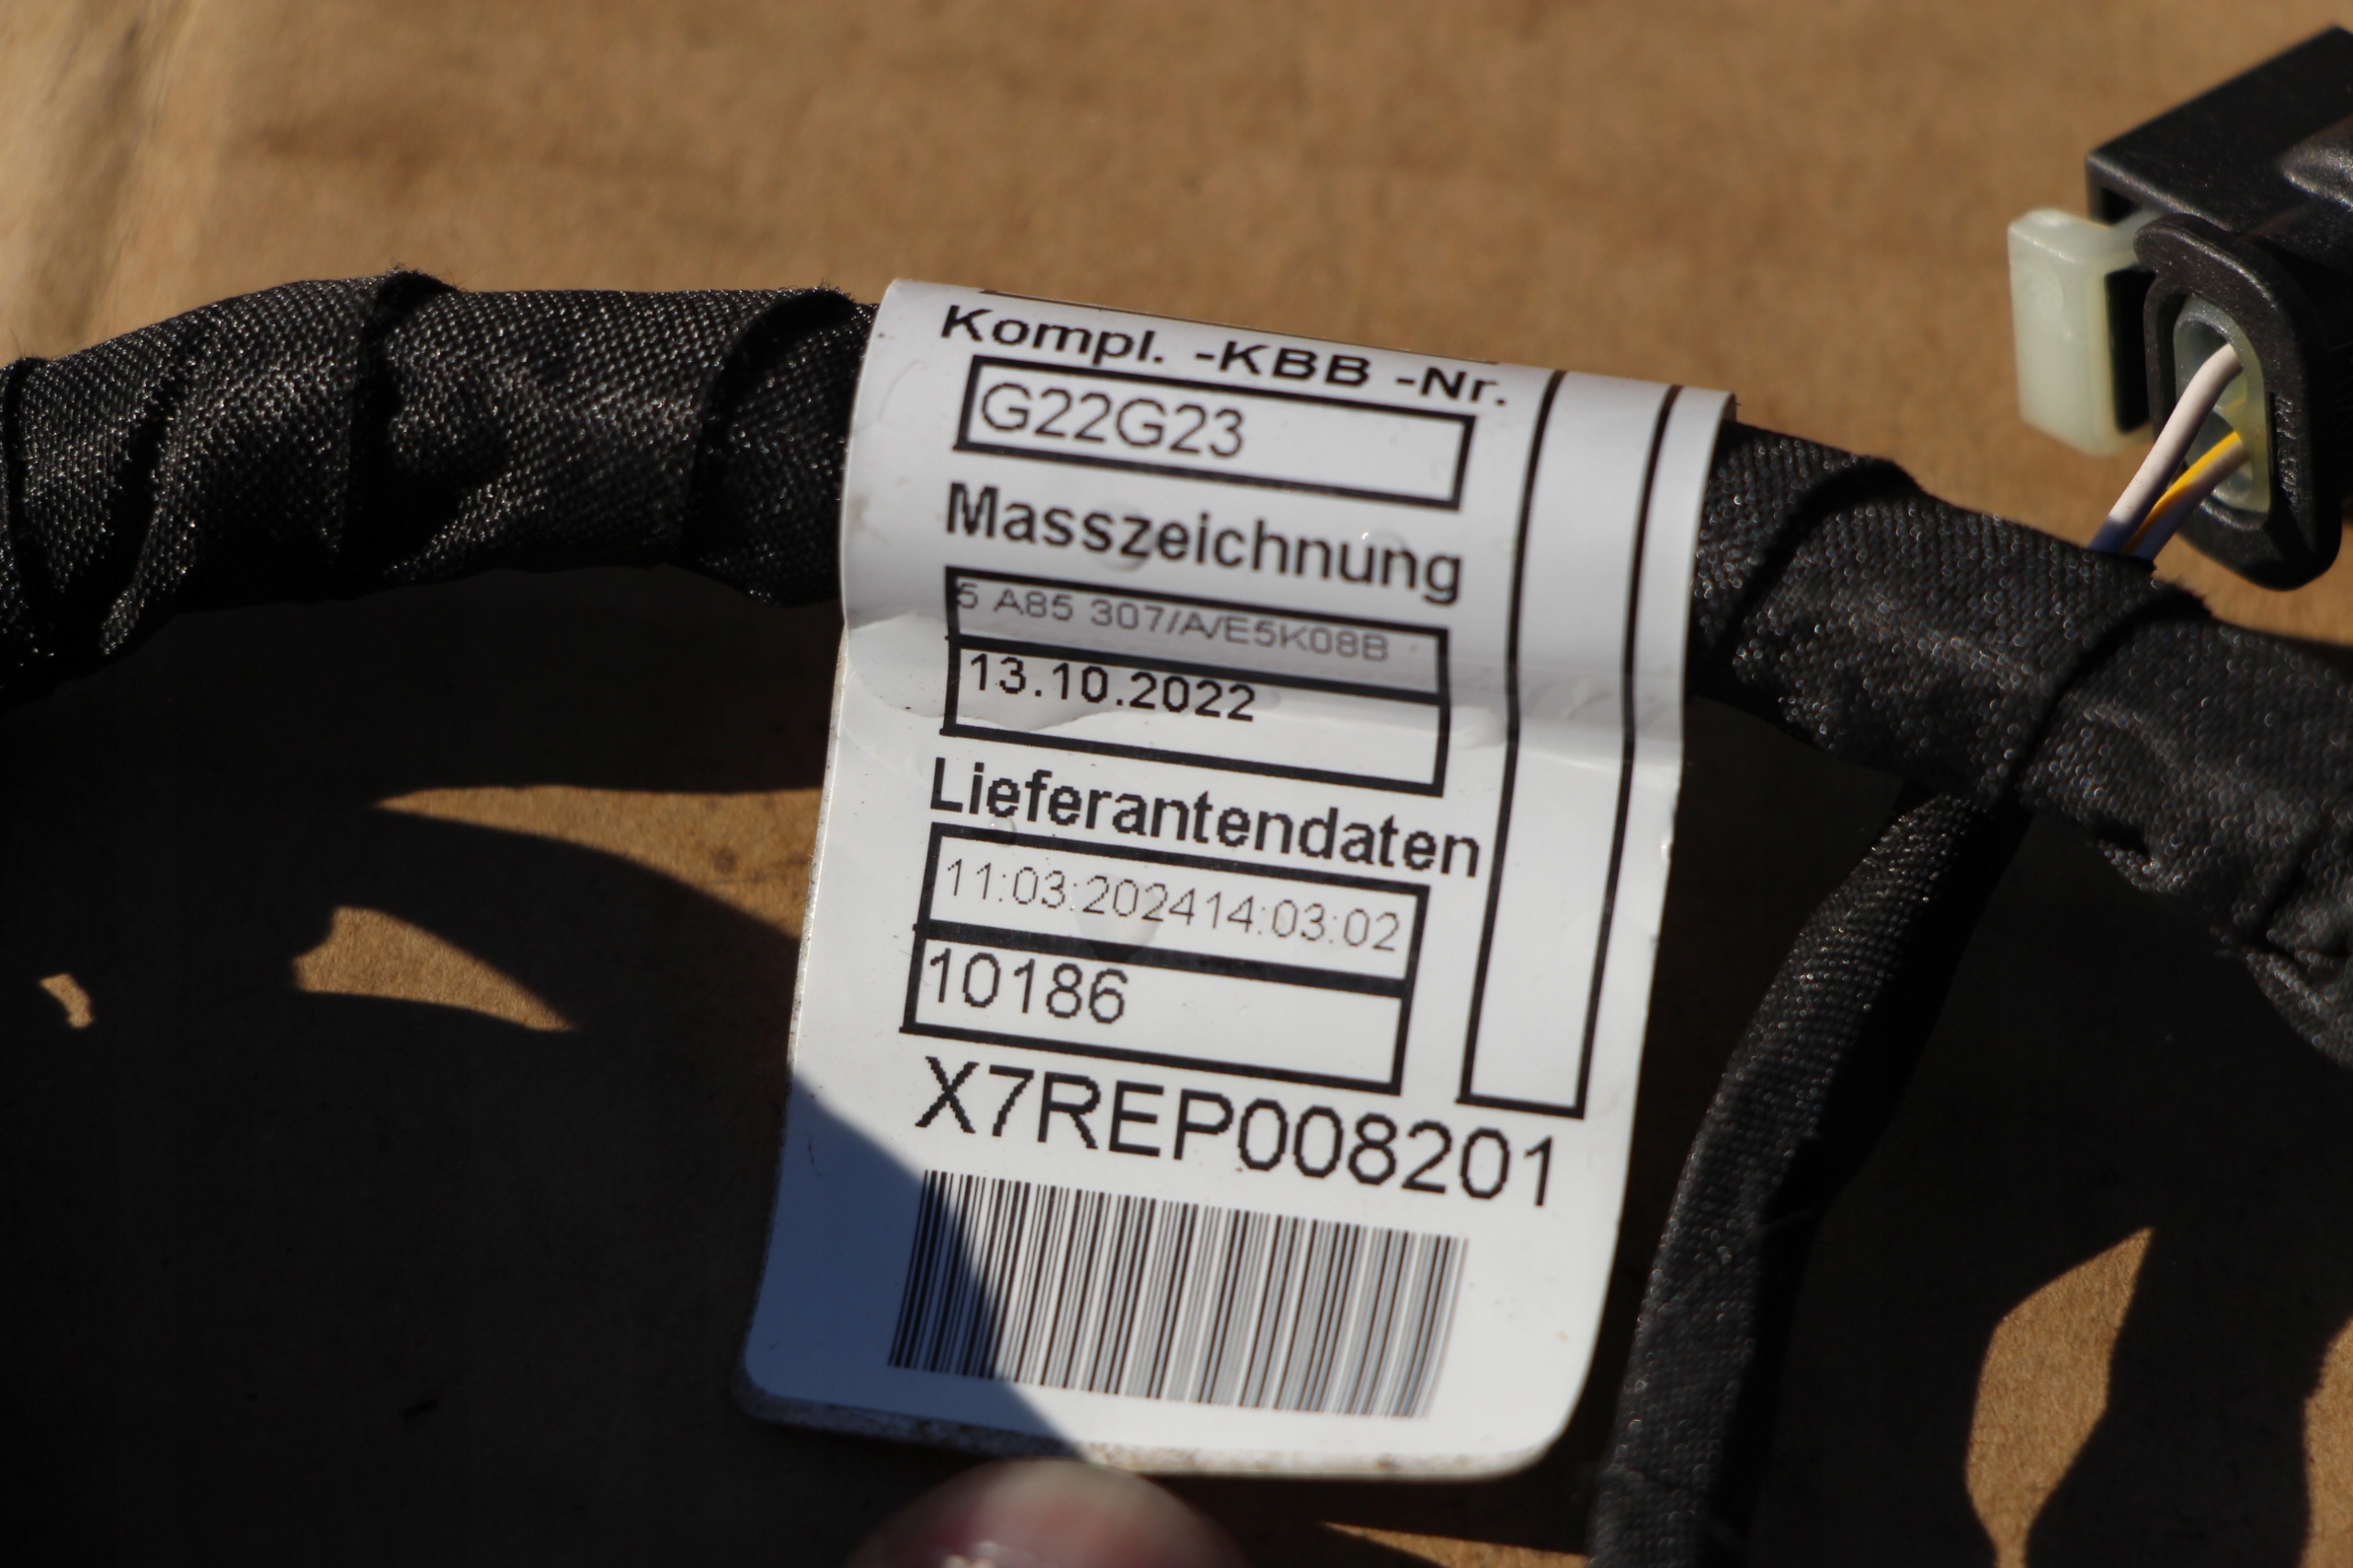 Kompl. -KBB -Nr.
G22G23
Masszeichnung
5 A85 307/A/E5K08B
13.10.2022
Lieferantendaten
11:03:202414:03:02
10186
X7REP008201